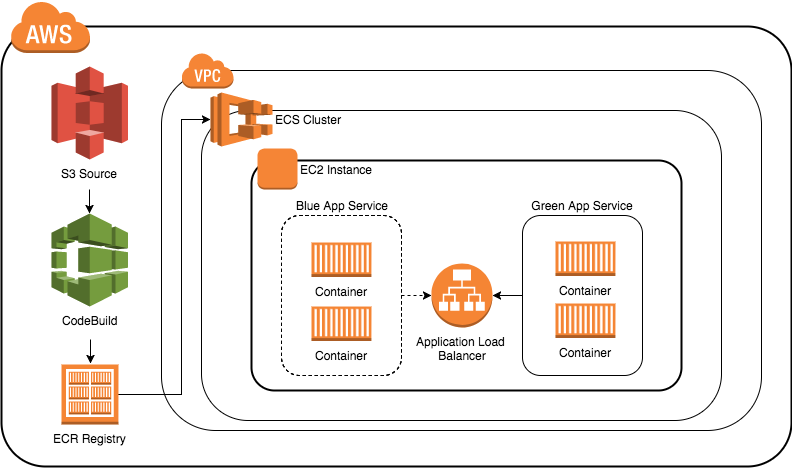 AWS
VPC
S3 Source
ECS Cluster
EC2 Instance
Blue App Service
Green App Service
Container
Container
CodeBuild
Application Load
Balancer
Container
Container
ECR Registry